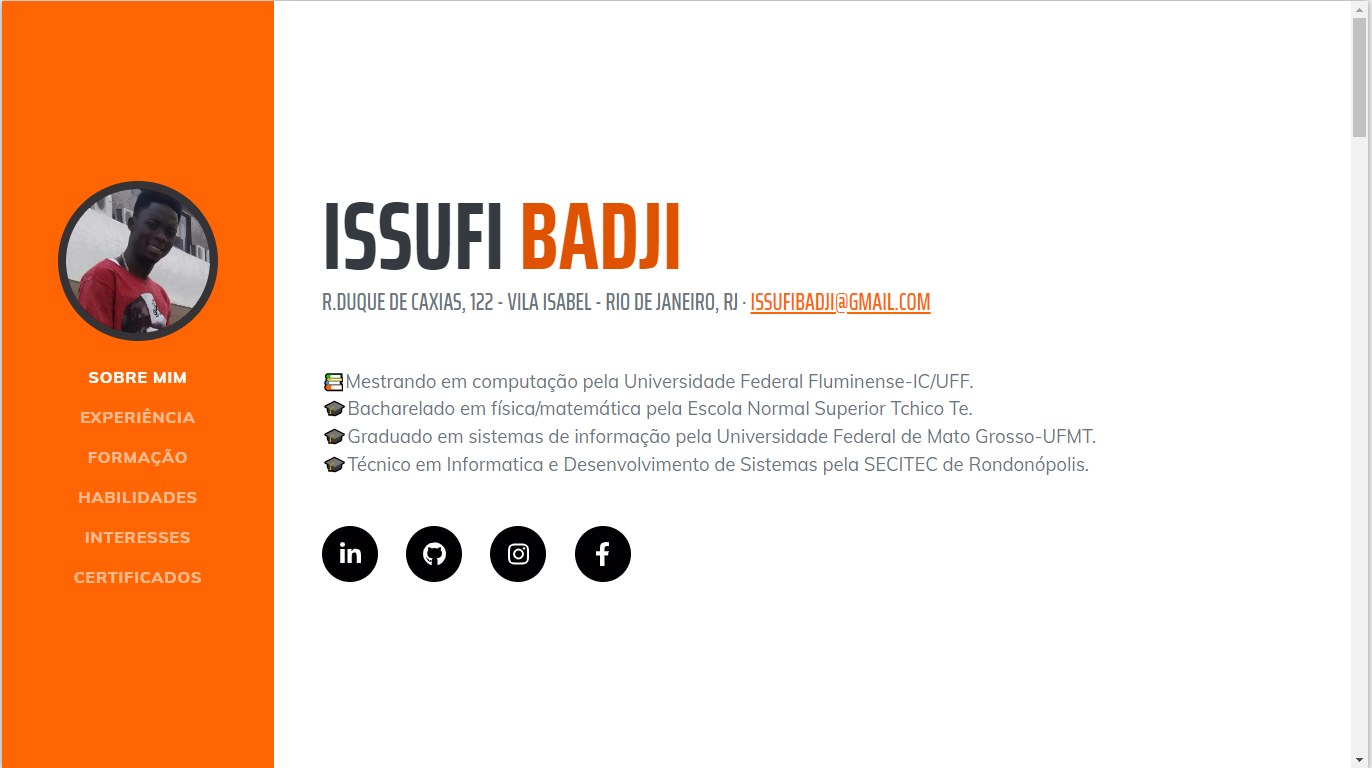 SOBRE MIM
EXPERIÊNCIA
FORMAÇÃO
HABILIDADES
INTERESSES
CERTIFICADOS
ISSUFI BADJI
R.DUQUE DE CAXIAS, 122 - VILA ISABEL - RIO DE JANEIRO, RJ · ISSUFIBADJI@GMAIL.COM
Mestrando em computação pela Universidade Federal Fluminense-IC/UFF.
Bacharelado em física/matemática pela Escola Normal Superior Tchico Te.
Graduado em sistemas de informação pela Universidade Federal de Mato Grosso-UFMT.
Técnico em Informatica e Desenvolvimento de Sistemas pela SECITEC de Rondonópolis.